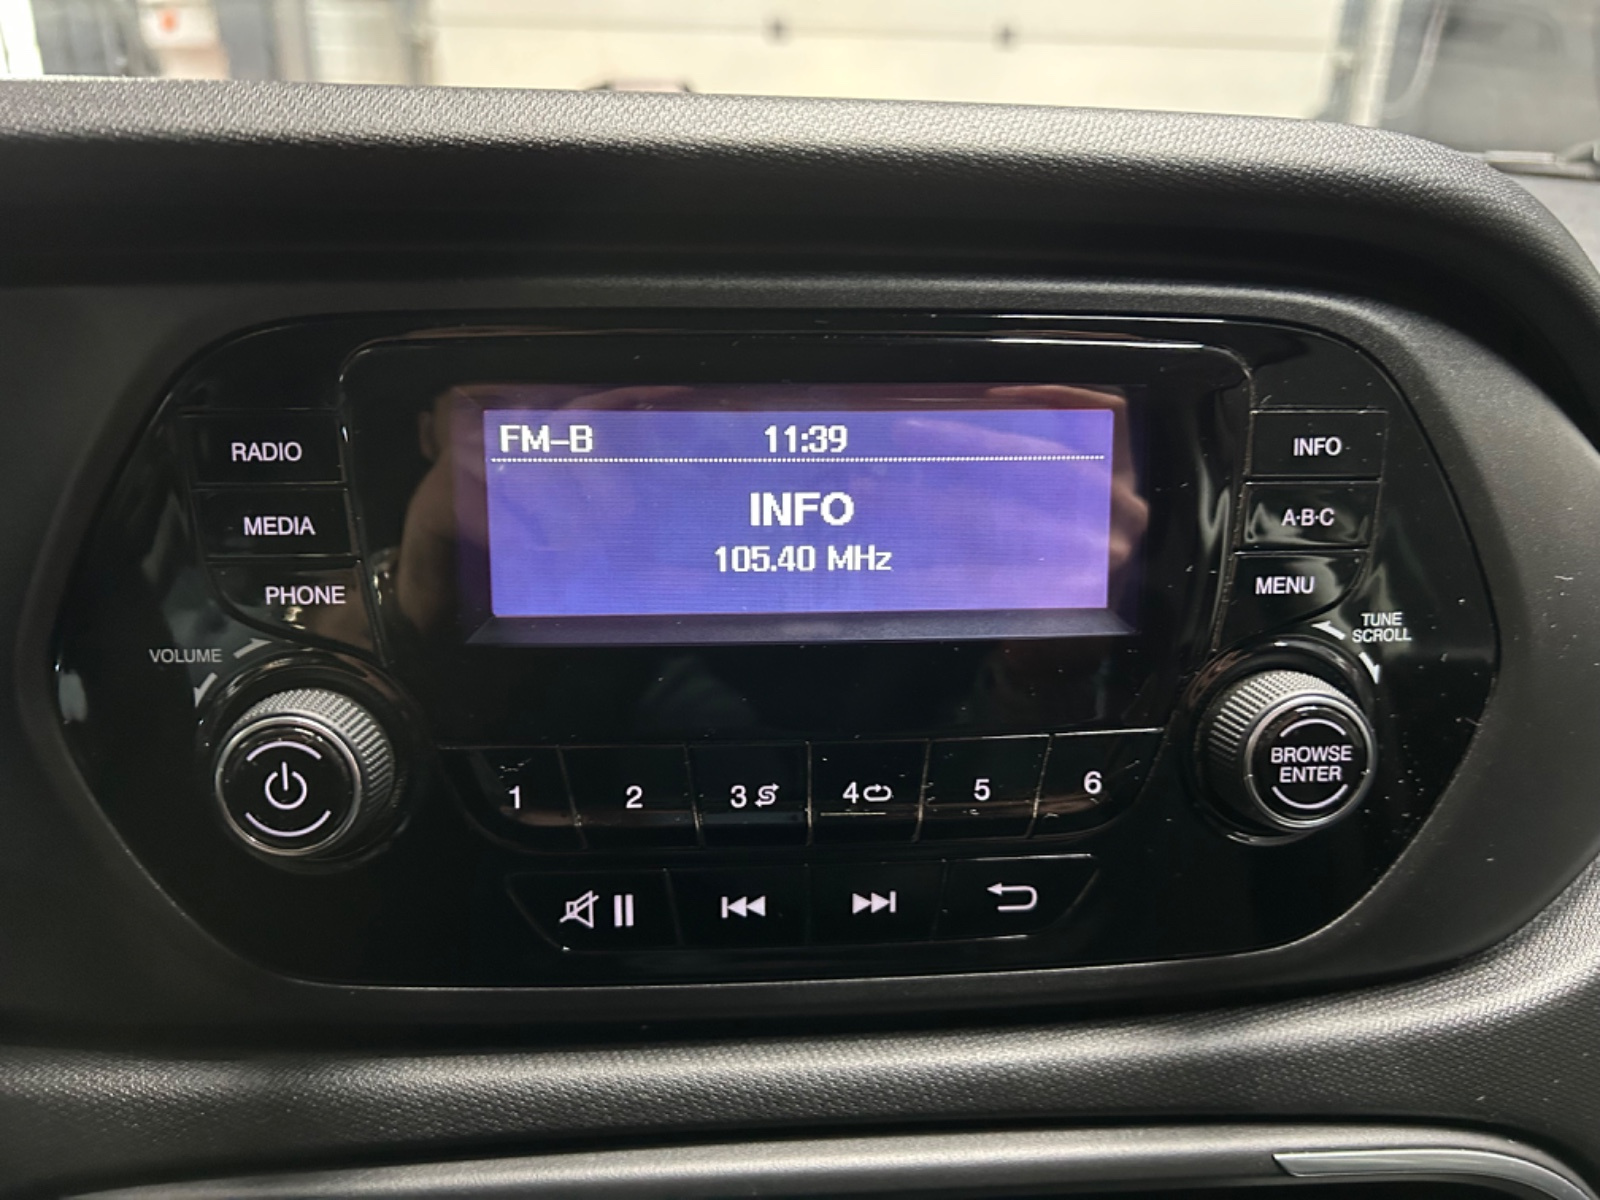 FM-B 11:39
INFO
105.40 MHz
RADIO
MEDIA
PHONE
VOLUME
INFO
A·B·C
MENU
TUNE
SCROLL
BROWSE
ENTER
1 2 3 4 5 6